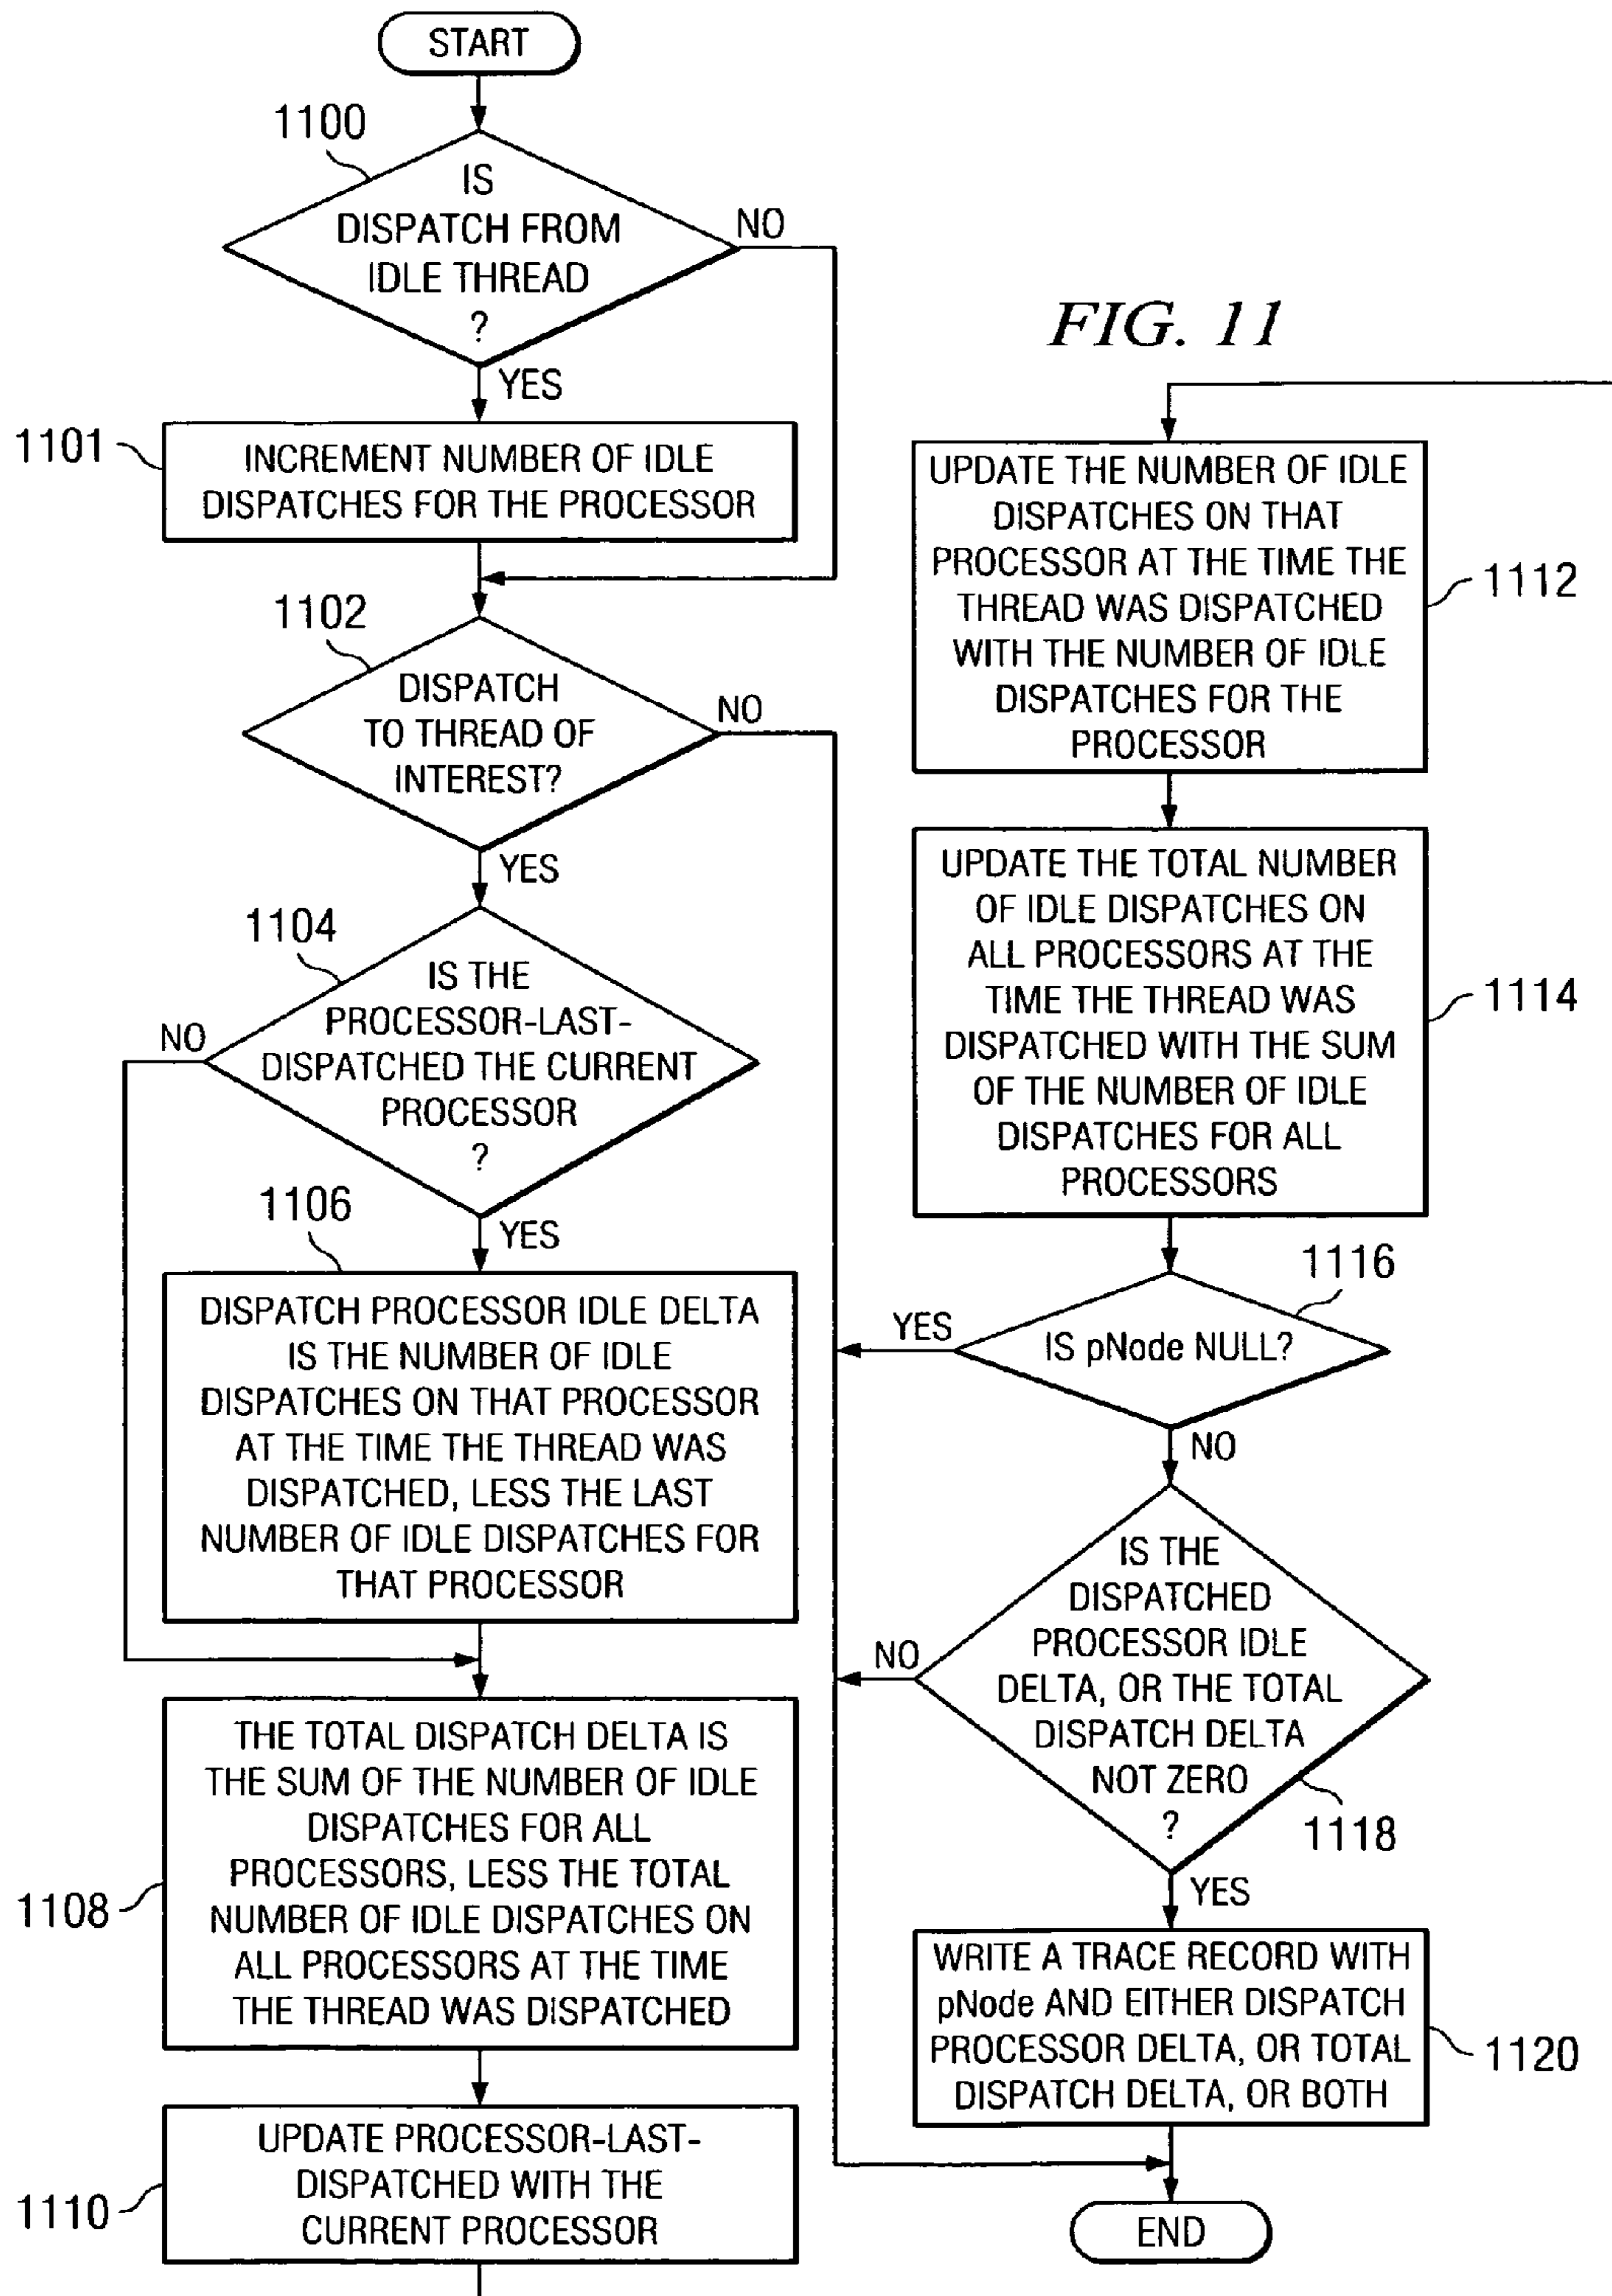 START
1100
IS
DISPATCH FROM
IDLE THREAD
?
NO
YES
1101
INCREMENT NUMBER OF IDLE
DISPATCHES FOR THE PROCESSOR
1102
DISPATCH
TO THREAD OF
INTEREST?
NO
YES
1104
IS THE
PROCESSOR-LAST-
DISPATCHED THE CURRENT
PROCESSOR
?
NO
YES
1106
DISPATCH PROCESSOR IDLE DELTA
IS THE NUMBER OF IDLE
DISPATCHES ON THAT PROCESSOR
AT THE TIME THE THREAD WAS
DISPATCHED, LESS THE LAST
NUMBER OF IDLE DISPATCHES FOR
THAT PROCESSOR
1108
THE TOTAL DISPATCH DELTA IS
THE SUM OF THE NUMBER OF IDLE
DISPATCHES FOR ALL
PROCESSORS, LESS THE TOTAL
NUMBER OF IDLE DISPATCHES ON
ALL PROCESSORS AT THE TIME
THE THREAD WAS DISPATCHED
1110
UPDATE PROCESSOR-LAST-
DISPATCHED WITH THE
CURRENT PROCESSOR
FIG. 11
UPDATE THE NUMBER OF IDLE
DISPATCHES ON THAT
PROCESSOR AT THE TIME THE
THREAD WAS DISPATCHED
WITH THE NUMBER OF IDLE
DISPATCHES FOR THE
PROCESSOR
1112
UPDATE THE TOTAL NUMBER
OF IDLE DISPATCHES ON
ALL PROCESSORS AT THE
TIME THE THREAD WAS
DISPATCHED WITH THE SUM
OF THE NUMBER OF IDLE
DISPATCHES FOR ALL
PROCESSORS
1114
1116
IS pNode NULL?
YES
NO
IS THE
DISPATCHED
PROCESSOR IDLE
DELTA, OR THE TOTAL
DISPATCH DELTA
NOT ZERO
?
NO
1118
YES
WRITE A TRACE RECORD WITH
pNode AND EITHER DISPATCH
PROCESSOR DELTA, OR TOTAL
DISPATCH DELTA, OR BOTH
1120
END